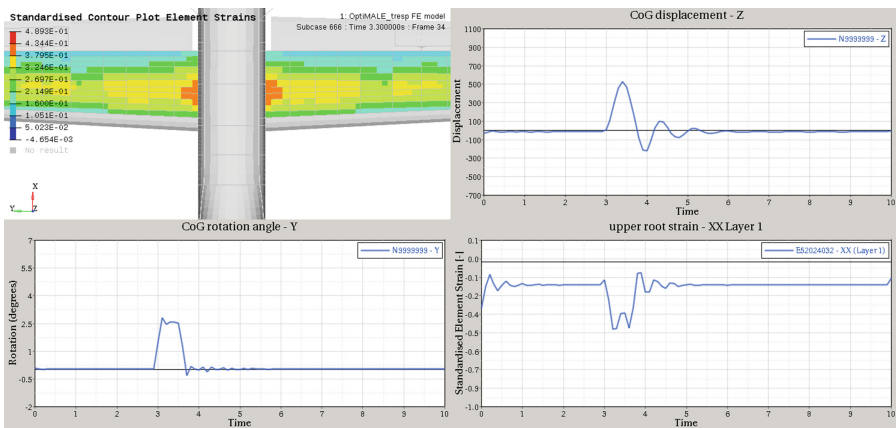 Standardised Contour Plot Element Strains
1: OptiMALE_tresp FE model
Subcase 666 : Time 3.300000s : Frame 34
4.893E-01
4.344E-01
3.795E-01
3.246E-01
2.697E-01
2.149E-01
1.600E-01
1.051E-01
5.023E-02
-4.654E-03
No result
X
Y
Z
CoG displacement - Z
N9999999 - Z
Displacement
1100
900
700
500
300
100
-100
-300
-500
-700
0 1 2 3 4 5 6 7 8 9 10
Time
CoG rotation angle - Y
N9999999 - Y
Rotation (degrees)
7
5.5
4
2.5
1
-0.5
-2
0 1 2 3 4 5 6 7 8 9 10
Time
upper root strain - XX Layer 1
E52024032 - XX (Layer 1)
Standardised Element Strain [-]
0.1
0.0
-0.1
-0.2
-0.3
-0.4
-0.6
-0.7
-0.8
-0.9
-1.0
0 1 2 3 4 5 6 7 8 9 10
Time